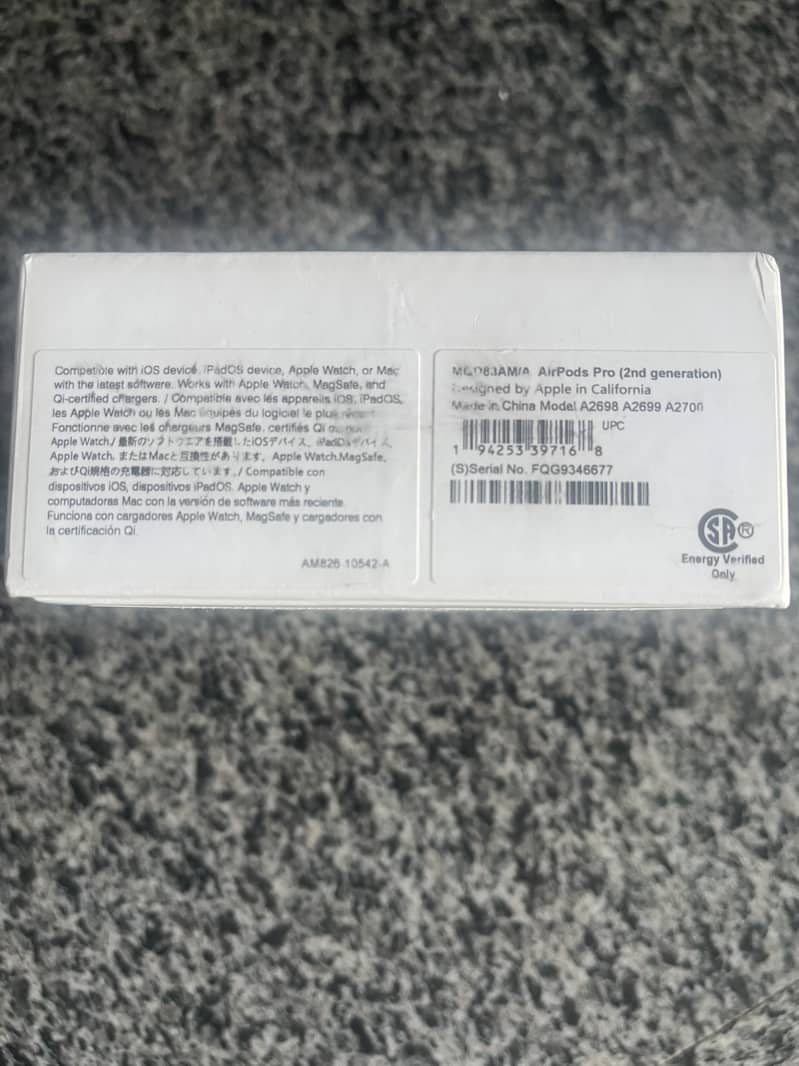 Compatible with iOS device, iPadOS device, Apple Watch, or Mac
with the latest software. Works with Apple Watch, MagSafe, and
Qi-certified chargers. / Compatible avec lés appareils iOS, iPadOS,
les Apple Watch ou lés Mac équipés du logiciel le plus récent
Fonctionne avec les chargeurs MagSafe, certifiés Qi ou
Apple Watch./ 最新のソフトウエアを搭載したiOSデバイス、iPadOSデバイス、
Apple Watch, またはMacと互換性があります。Apple Watch.MagSafe,
およびQi規格の充電器に対応しています。/ Compatible con
dispositivos iOS, dispositivos iPadOS. Apple Watch y
computadoras Mac con la versión de software más reciente.
Funciona con cargadores Apple Watch, MagSafe y cargadores con
la certificación Qi.
AM826-10542-A
AirPods Pro (2nd generation)
Designed by Apple in California
Made in China Model A2698 A2699 A2700
UPC
1 94253 39716 8
(S)Serial No. FQG9346677
SA®
Energy Verified
Only